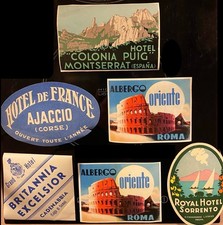 HOTEL
"COLONIA PUIG"
MONTSERRAT (ESPAÑA)
HOTEL DE FRANCE
AJACCIO
(CORSE)
OUVERT TOUTE L'ANNÉE
ALBERGO
oriente
ROMA
BRITANNIA
EXCELSIOR
CADENABBIA
ALBERGO
oriente
ROMA
ROYAL HOTEL
SORRENTO